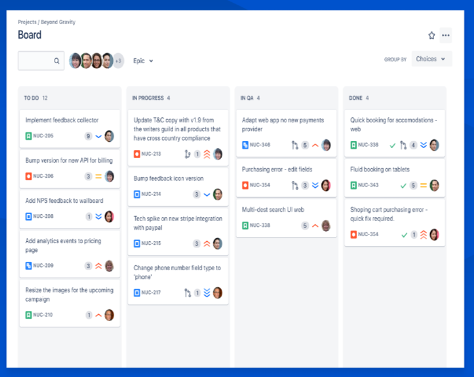 Projects / Beyond Gravity
Board
+3
Epic
GROUP BY
Choices
TO DO 12
Implement feedback collector
NUC-205
9
Bump version for new API for billing
NUC-206
3
Add NPS feedback to wallboard
NUC-208
1
Add analytics events to pricing
page
NUC-209
3
Resize the images for the upcoming
campaign
NUC-210
1
IN PROGRESS 4
Update T&C copy with v1.9 from
the writers guild in all products that
have cross country compliance
NUC-213
1
Bump feedback icon version
NUC-214
3
Tech spike on new stripe integration
with paypal
NUC-215
3
Change phone number field type to
'phone'
NUC-217
1
IN QA 4
Adapt web app no new payments
provider
NUC-346
5
Purchasing error - edit fields
NUC-354
3
Multi-dest search UI web
NUC-338
5
DONE 4
Quick booking for accomodations -
web
4
Fluid booking on tablets
NUC-343
5
Shoping cart purchasing error -
quick fix required.
NUC-354
1